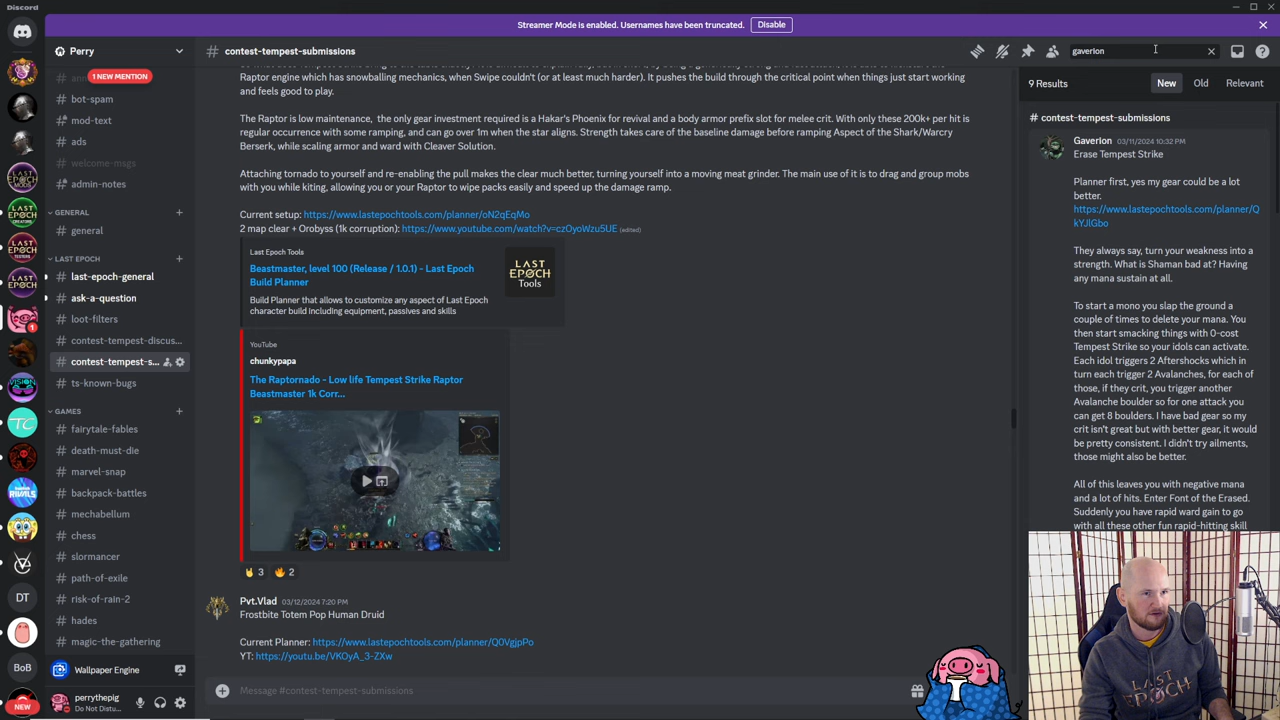 Discord
Streamer Mode is enabled. Usernames have been truncated.
Disable
Perry
1 NEW MENTION
bot-spam
mod-text
ads
welcome-msgs
admin-notes
GENERAL
general
LAST EPOCH
last-epoch-general
ask-a-question
loot-filters
contest-tempest-discus...
contest-tempest-s...
ts-known-bugs
GAMES
fairytale-fables
death-must-die
marvel-snap
backpack-battles
mechabellum
chess
slormancer
path-of-exile
risk-of-rain-2
hades
magic-the-gathering
Wallpaper Engine
perrythepig
Do Not Distu...
NEW
VISION
TC
RIVALS
DT
BoB
1
# contest-tempest-submissions
Raptor engine which has snowballing mechanics, when Swipe couldn't (or at least much harder). It pushes the build through the critical point when things just start working
and feels good to play.
The Raptor is low maintenance, the only gear investment required is a Hakar's Phoenix for revival and a body armor prefix slot for melee crit. With only these 200k+ per hit is
regular occurrence with some ramping, and can go over 1m when the star aligns. Strength takes care of the baseline damage before ramping Aspect of the Shark/Warcry
Berserk, while scaling armor and ward with Cleaver Solution.
Attaching tornado to yourself and re-enabling the pull makes the clear much better, turning yourself into a moving meat grinder. The main use of it is to drag and group mobs
with you while kiting, allowing you or your Raptor to wipe packs easily and speed up the damage ramp.
Current setup: https://www.lastepochtools.com/planner/oN2qEqMo
2 map clear + Orobyss (1k corruption): https://www.youtube.com/watch?v=czOyoWzu5UE (edited)
Last Epoch Tools
Beastmaster, level 100 (Release / 1.0.1) - Last Epoch
Build Planner
Build Planner that allows to customize any aspect of Last Epoch
character build including equipment, passives and skills
LAST
EPOCH
Tools
YouTube
chunkypapa
The Raptornado - Low life Tempest Strike Raptor
Beastmaster 1k Corr...
3
2
Pvt.Vlad 03/12/2024 7:20 PM
Frostbite Totem Pop Human Druid
Current Planner: https://www.lastepochtools.com/planner/Q0VgjpPo
YT: https://youtu.be/VKOyA_3-ZXw
Message #contest-tempest-submissions
gaverion
9 Results
New
Old
Relevant
# contest-tempest-submissions
Gaverion 03/11/2024 10:32 PM
Erase Tempest Strike
Planner first, yes my gear could be a lot
better.
https://www.lastepochtools.com/planner/Q
kYJlGbo
They always say, turn your weakness into a
strength. What is Shaman bad at? Having
any mana sustain at all.
To start a mono you slap the ground a
couple of times to delete your mana. You
then start smacking things with 0-cost
Tempest Strike so your idols can activate.
Each idol triggers 2 Aftershocks which in
turn each trigger 2 Avalanches, for each of
those, if they crit, you trigger another
Avalanche boulder so for one attack you
can get 8 boulders. I have bad gear so my
crit isn't great but with better gear, it would
be pretty consistent. I didn't try ailments,
those might also be better.
All of this leaves you with negative mana
and a lot of hits. Enter Font of the Erased.
Suddenly you have rapid ward gain to go
with all these other fun rapid-hitting skill